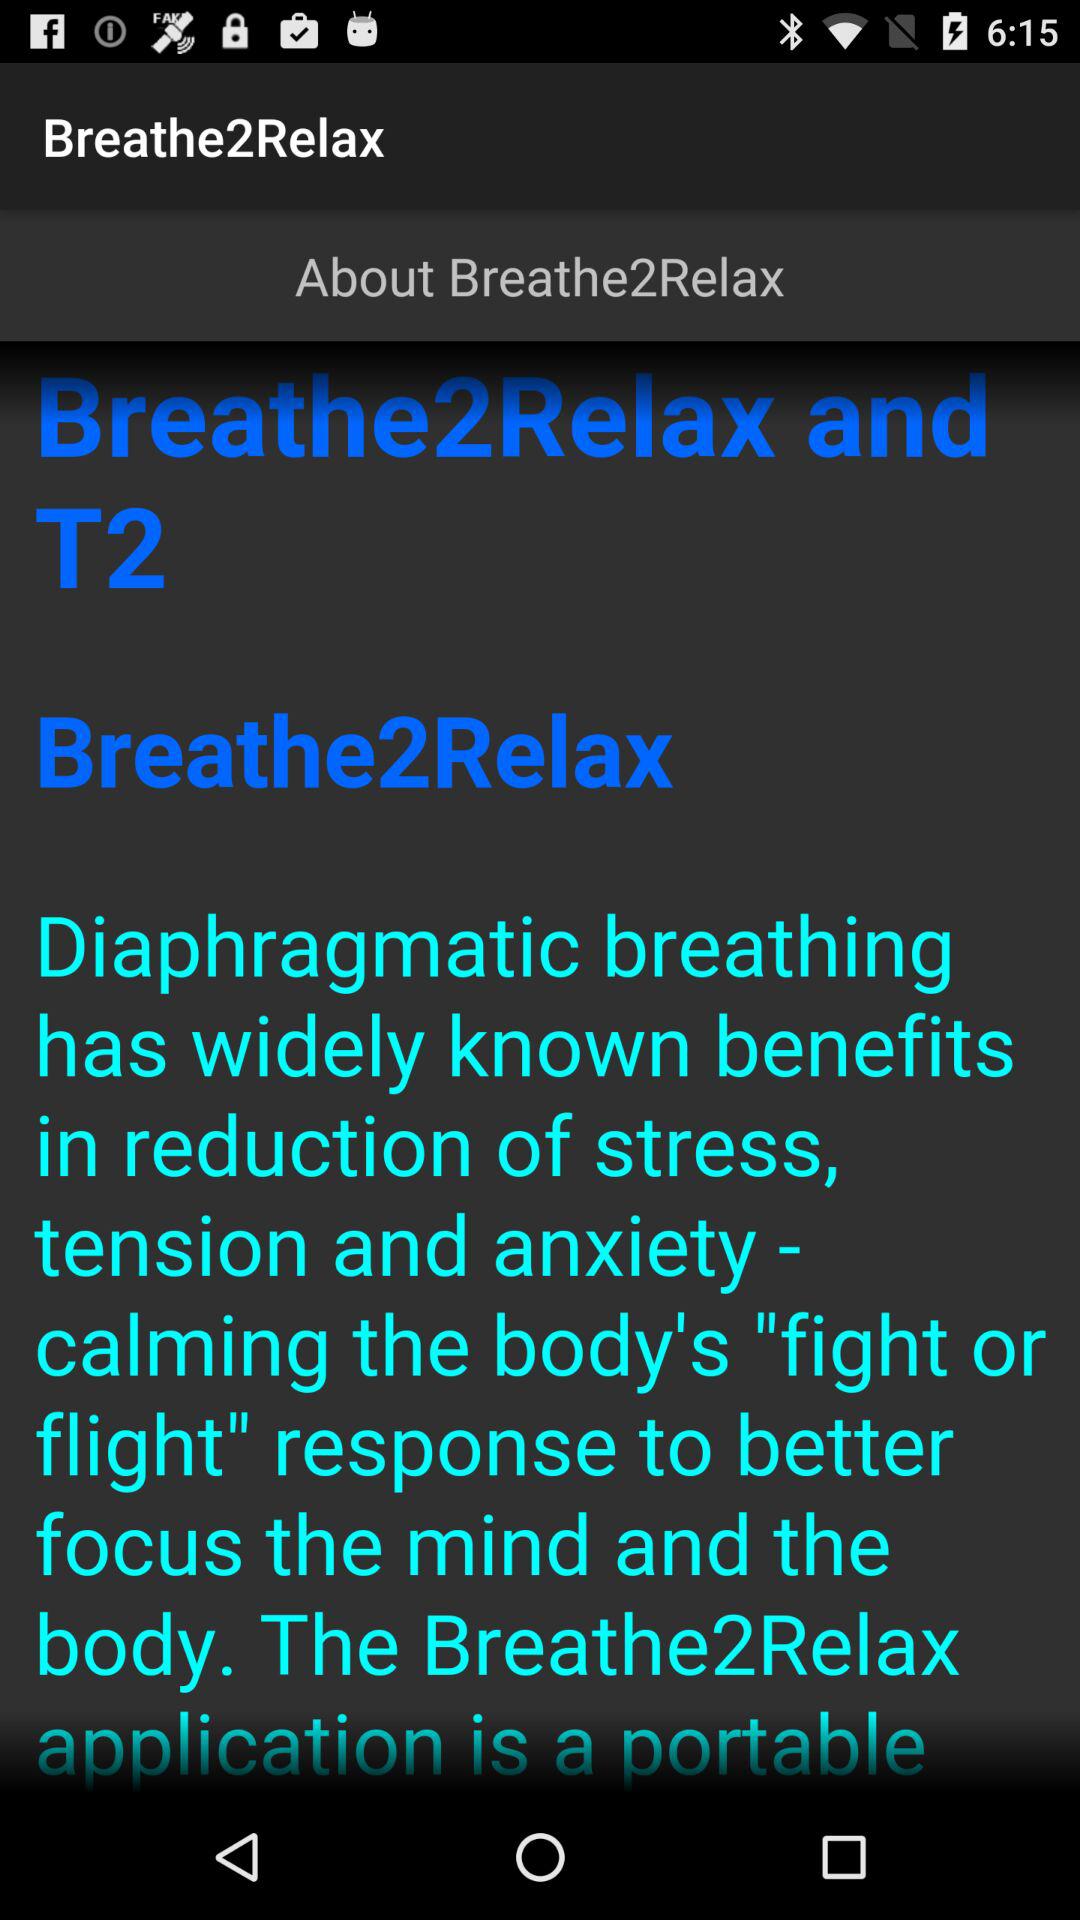 FAKE
6:15
Breathe2Relax
About Breathe2Relax
Breathe2Relax and
T2
Breathe2Relax
Diaphragmatic breathing
has widely known benefits
in reduction of stress,
tension and anxiety -
calming the body's "fight or
flight" response to better
focus the mind and the
body. The Breathe2Relax
application is a portable